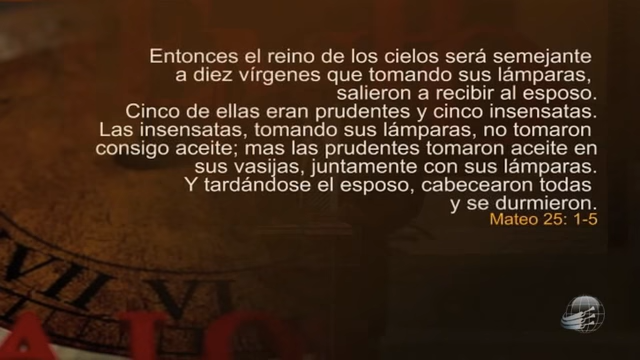 Entonces el reino de los cielos será semejante
a diez vírgenes que tomando sus lámparas,
salieron a recibir al esposo.
Cinco de ellas eran prudentes y cinco insensatas.
Las insensatas, tomando sus lámparas, no tomaron
consigo aceite; mas las prudentes tomaron aceite en
sus vasijas, juntamente con sus lámparas.
Y tardándose el esposo, cabecearon todas
y se durmieron.
Mateo 25: 1-5
VII VI